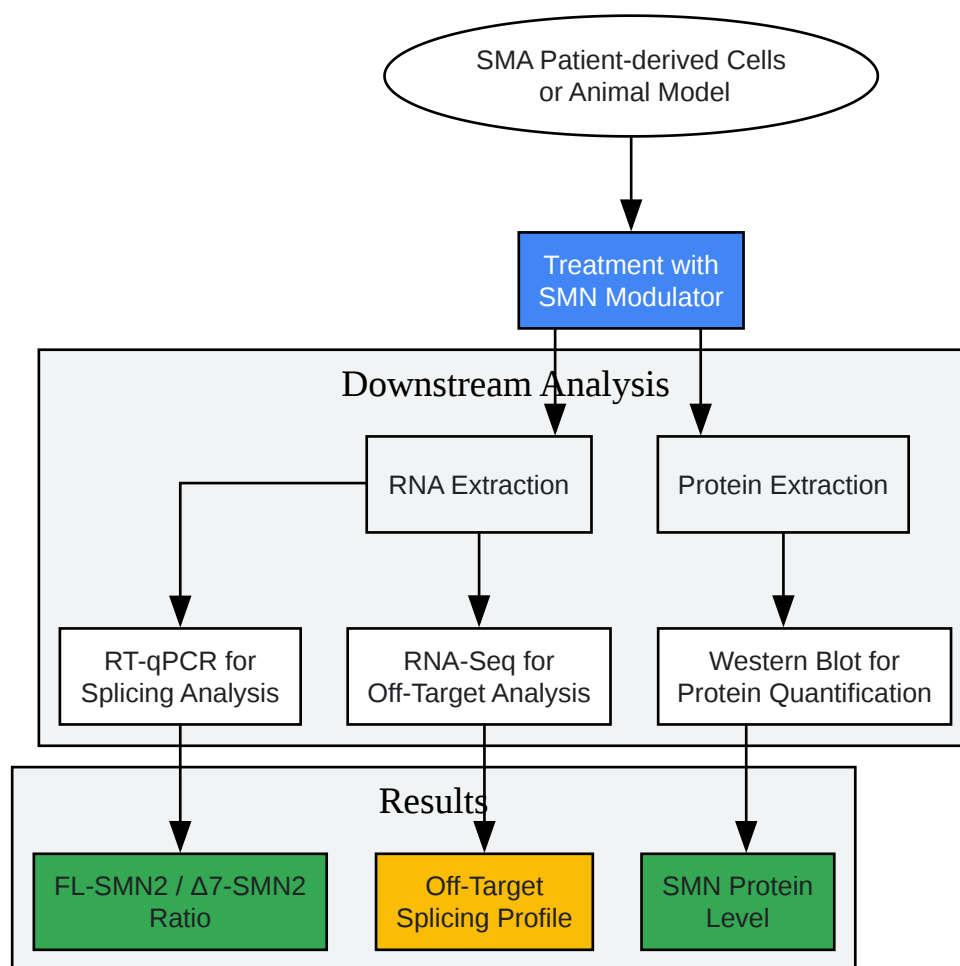 SMA Patient-derived Cells
or Animal Model
Treatment with
SMN Modulator
Downstream Analysis
RNA Extraction
Protein Extraction
RT-qPCR for
Splicing Analysis
RNA-Seq for
Off-Target Analysis
Western Blot for
Protein Quantification
Results
FL-SMN2 / Δ7-SMN2
Ratio
Off-Target
Splicing Profile
SMN Protein
Level